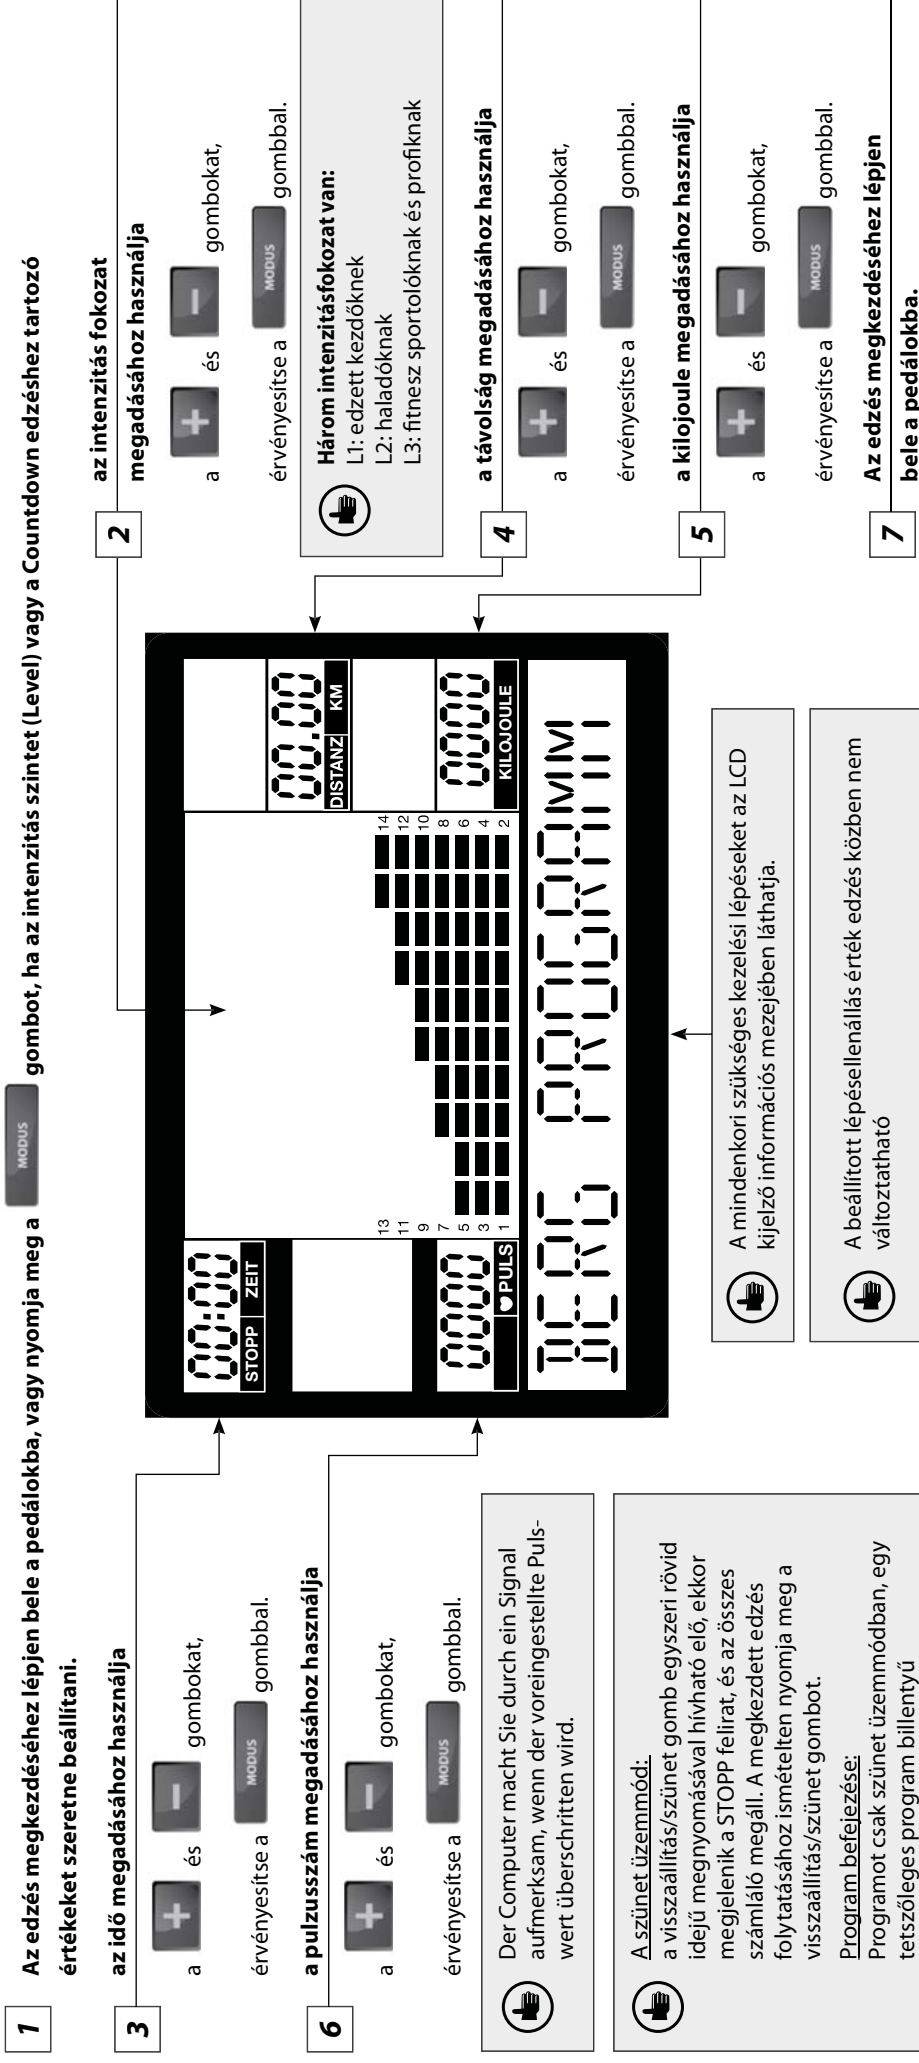 1
Az edzés megkezdéséhez lépjen bele a pedálokba, vagy nyomja meg a MODUS gombot, ha az intenzitás szintet (Level) vagy a Countdown edzéshez tartozó
értékeket szeretne beállítani.
3
az idő megadásához használja
a + és − gombokat,
érvényesítse a MODUS gombbal.
6
a pulzusszám megadásához használja
a + és − gombokat,
érvényesítse a MODUS gombbal.
Der Computer macht Sie durch ein Signal
aufmerksam, wenn der voreingestellte Puls-
wert überschritten wird.
A szünet üzemmód:
a visszaállítás/szünet gomb egyszeri rövid
idejű megnyomásával hívható elő, ekkor
megjelenik a STOPP felirat, és az összes
számláló megáll. A megkezdett edzés
folytatásához ismételten nyomja meg a
visszaállítás/szünet gombot.
Program befejezése:
Programot csak szünet üzemmódban, egy
tetszőleges program billentyű
00:00
STOPP ZEIT
000
PULS
13
11
9
7
5
3
1
14
12
10
8
6
4
2
00.00
DISTANZ KM
0000
KILOJOULE
BERG PROGRAMM
A mindenkori szükséges kezelési lépéseket az LCD
kijelző információs mezejében láthatja.
A beállított lépésellenállás érték edzés közben nem
változtatható
2
az intenzitás fokozat
megadásához használja
a + és − gombokat,
érvényesítse a MODUS gombbal.
Három intenzitásfokozat van:
L1: edzett kezdőknek
L2: haladóknak
L3: fitnesz sportolóknak és profiknak
4
a távolság megadásához használja
a + és − gombokat,
érvényesítse a MODUS gombbal.
5
a kilojoule megadásához használja
a + és − gombokat,
érvényesítse a MODUS gombbal.
7
Az edzés megkezdéséhez lépjen
bele a pedálokba.